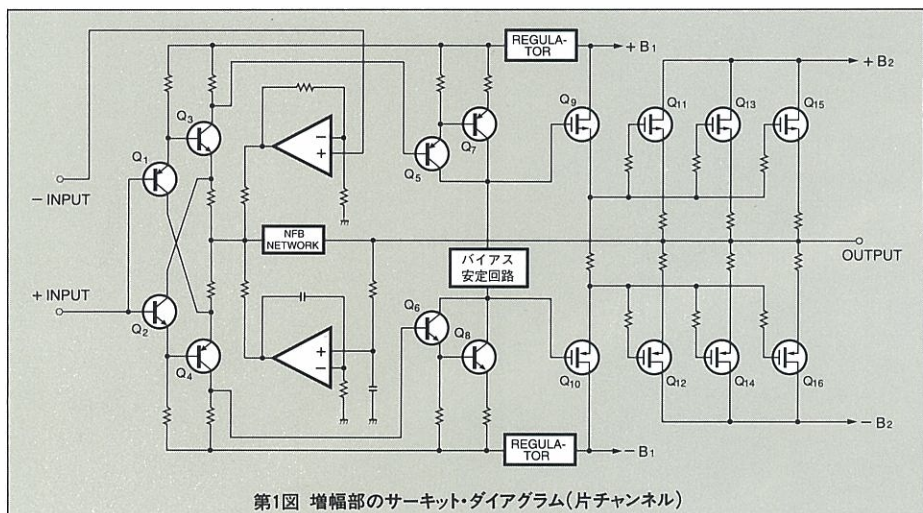 REGULA-
TOR
+ B₁
+ B₂
Q₃
Q₉
Q₁₁
Q₁₃
Q₁₅
−
+
Q₇
Q₅
Q₁
− INPUT
NFB
NETWORK
OUTPUT
バイアス
安定回路
+ INPUT
Q₂
Q₆
+
−
Q₈
Q₄
Q₁₀
Q₁₂
Q₁₄
Q₁₆
− B₂
REGULA-
TOR
− B₁
第1図 増幅部のサーキット・ダイアグラム(片チャンネル)